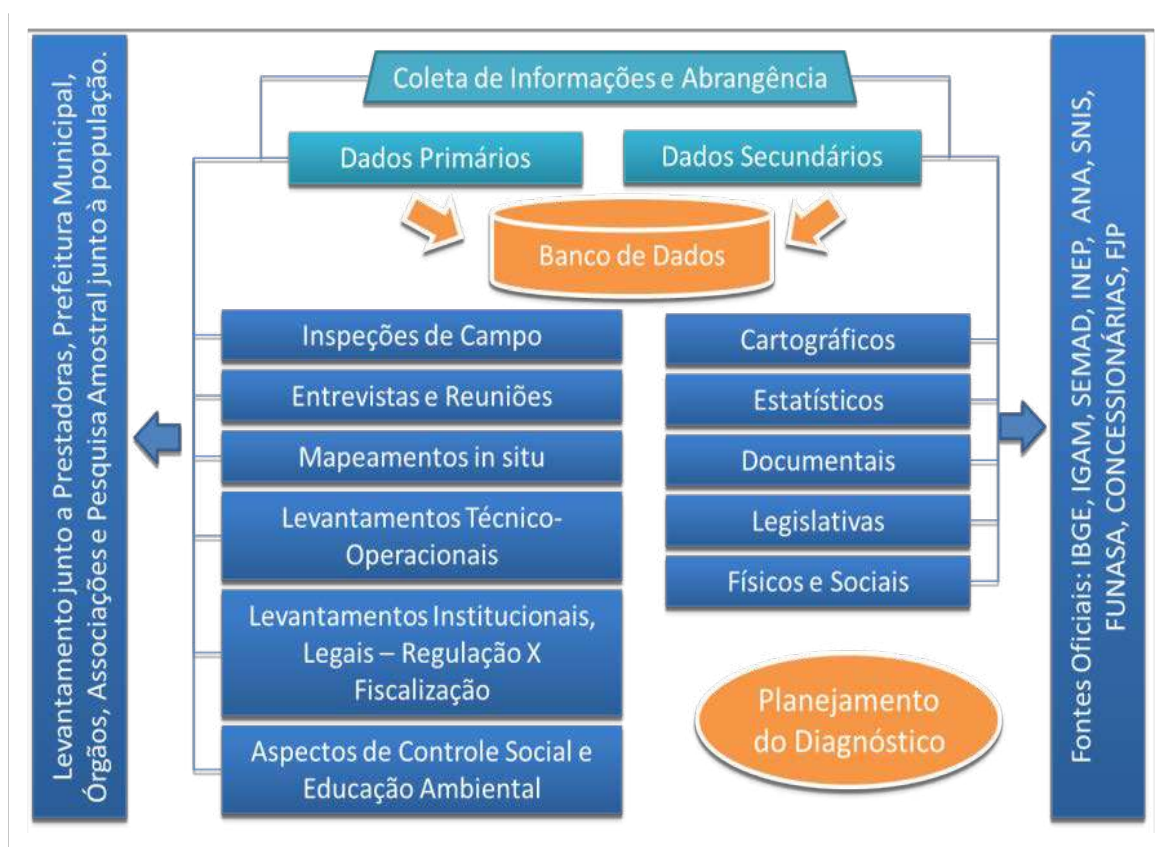 Coleta de Informações e Abrangência
Dados Primários
Dados Secundários
Banco de Dados
Inspeções de Campo
Entrevistas e Reuniões
Mapeamentos in situ
Levantamentos Técnico-
Operacionais
Levantamentos Institucionais,
Legais – Regulação X
Fiscalização
Aspectos de Controle Social e
Educação Ambiental
Cartográficos
Estatísticos
Documentais
Legislativas
Físicos e Sociais
Planejamento
do Diagnóstico
Levantamento junto a Prestadoras, Prefeitura Municipal,
Órgãos, Associações e Pesquisa Amostral junto à população.
Fontes Oficiais: IBGE, IGAM, SEMAD, INEP, ANA, SNIS,
FUNASA, CONCESSIONÁRIAS, FJP